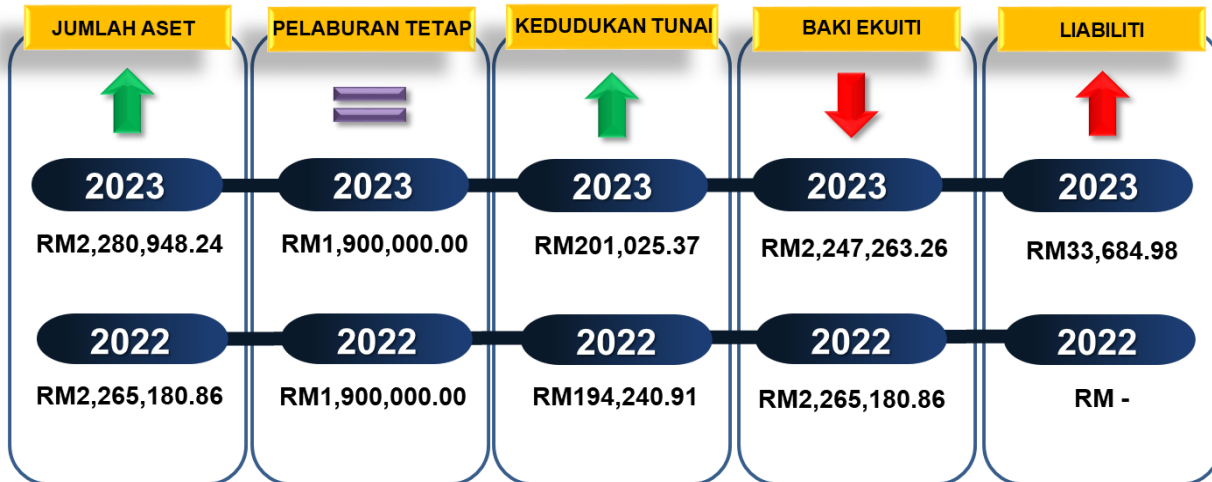 JUMLAH ASET
2023
RM2,280,948.24
2022
RM2,265,180.86
PELABURAN TETAP
2023
RM1,900,000.00
2022
RM1,900,000.00
KEDUDUKAN TUNAI
2023
RM201,025.37
2022
RM194,240.91
BAKI EKUITI
2023
RM2,247,263.26
2022
RM2,265,180.86
LIABILITI
2023
RM33,684.98
2022
RM -